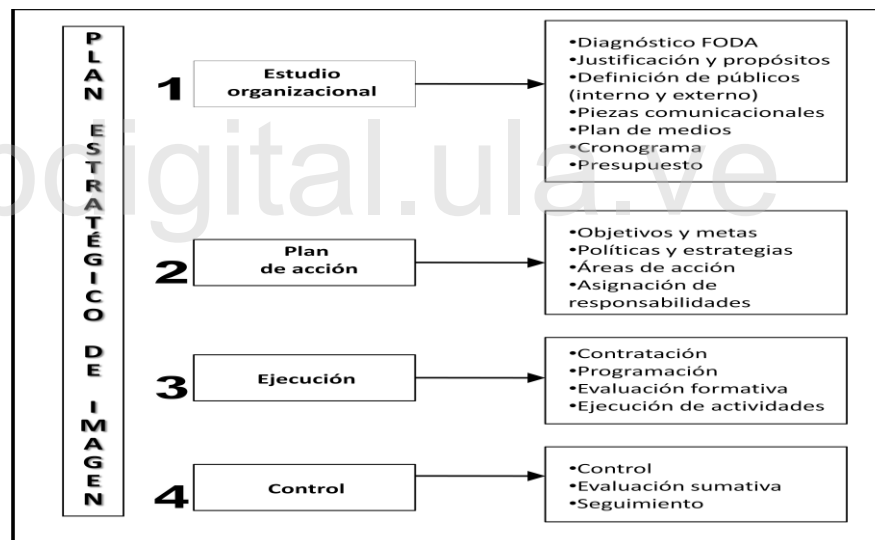 PLAN ESTRATÉGICO DE IMAGEN
1
Estudio
organizacional
•Diagnóstico FODA
•Justificación y propósitos
•Definición de públicos
(interno y externo)
•Piezas comunicacionales
•Plan de medios
•Cronograma
•Presupuesto
2
Plan
de acción
•Objetivos y metas
•Políticas y estrategias
•Áreas de acción
•Asignación de
responsabilidades
3
Ejecución
•Contratación
•Programación
•Evaluación formativa
•Ejecución de actividades
4
Control
•Control
•Evaluación sumativa
•Seguimiento
odigital.ula.ve